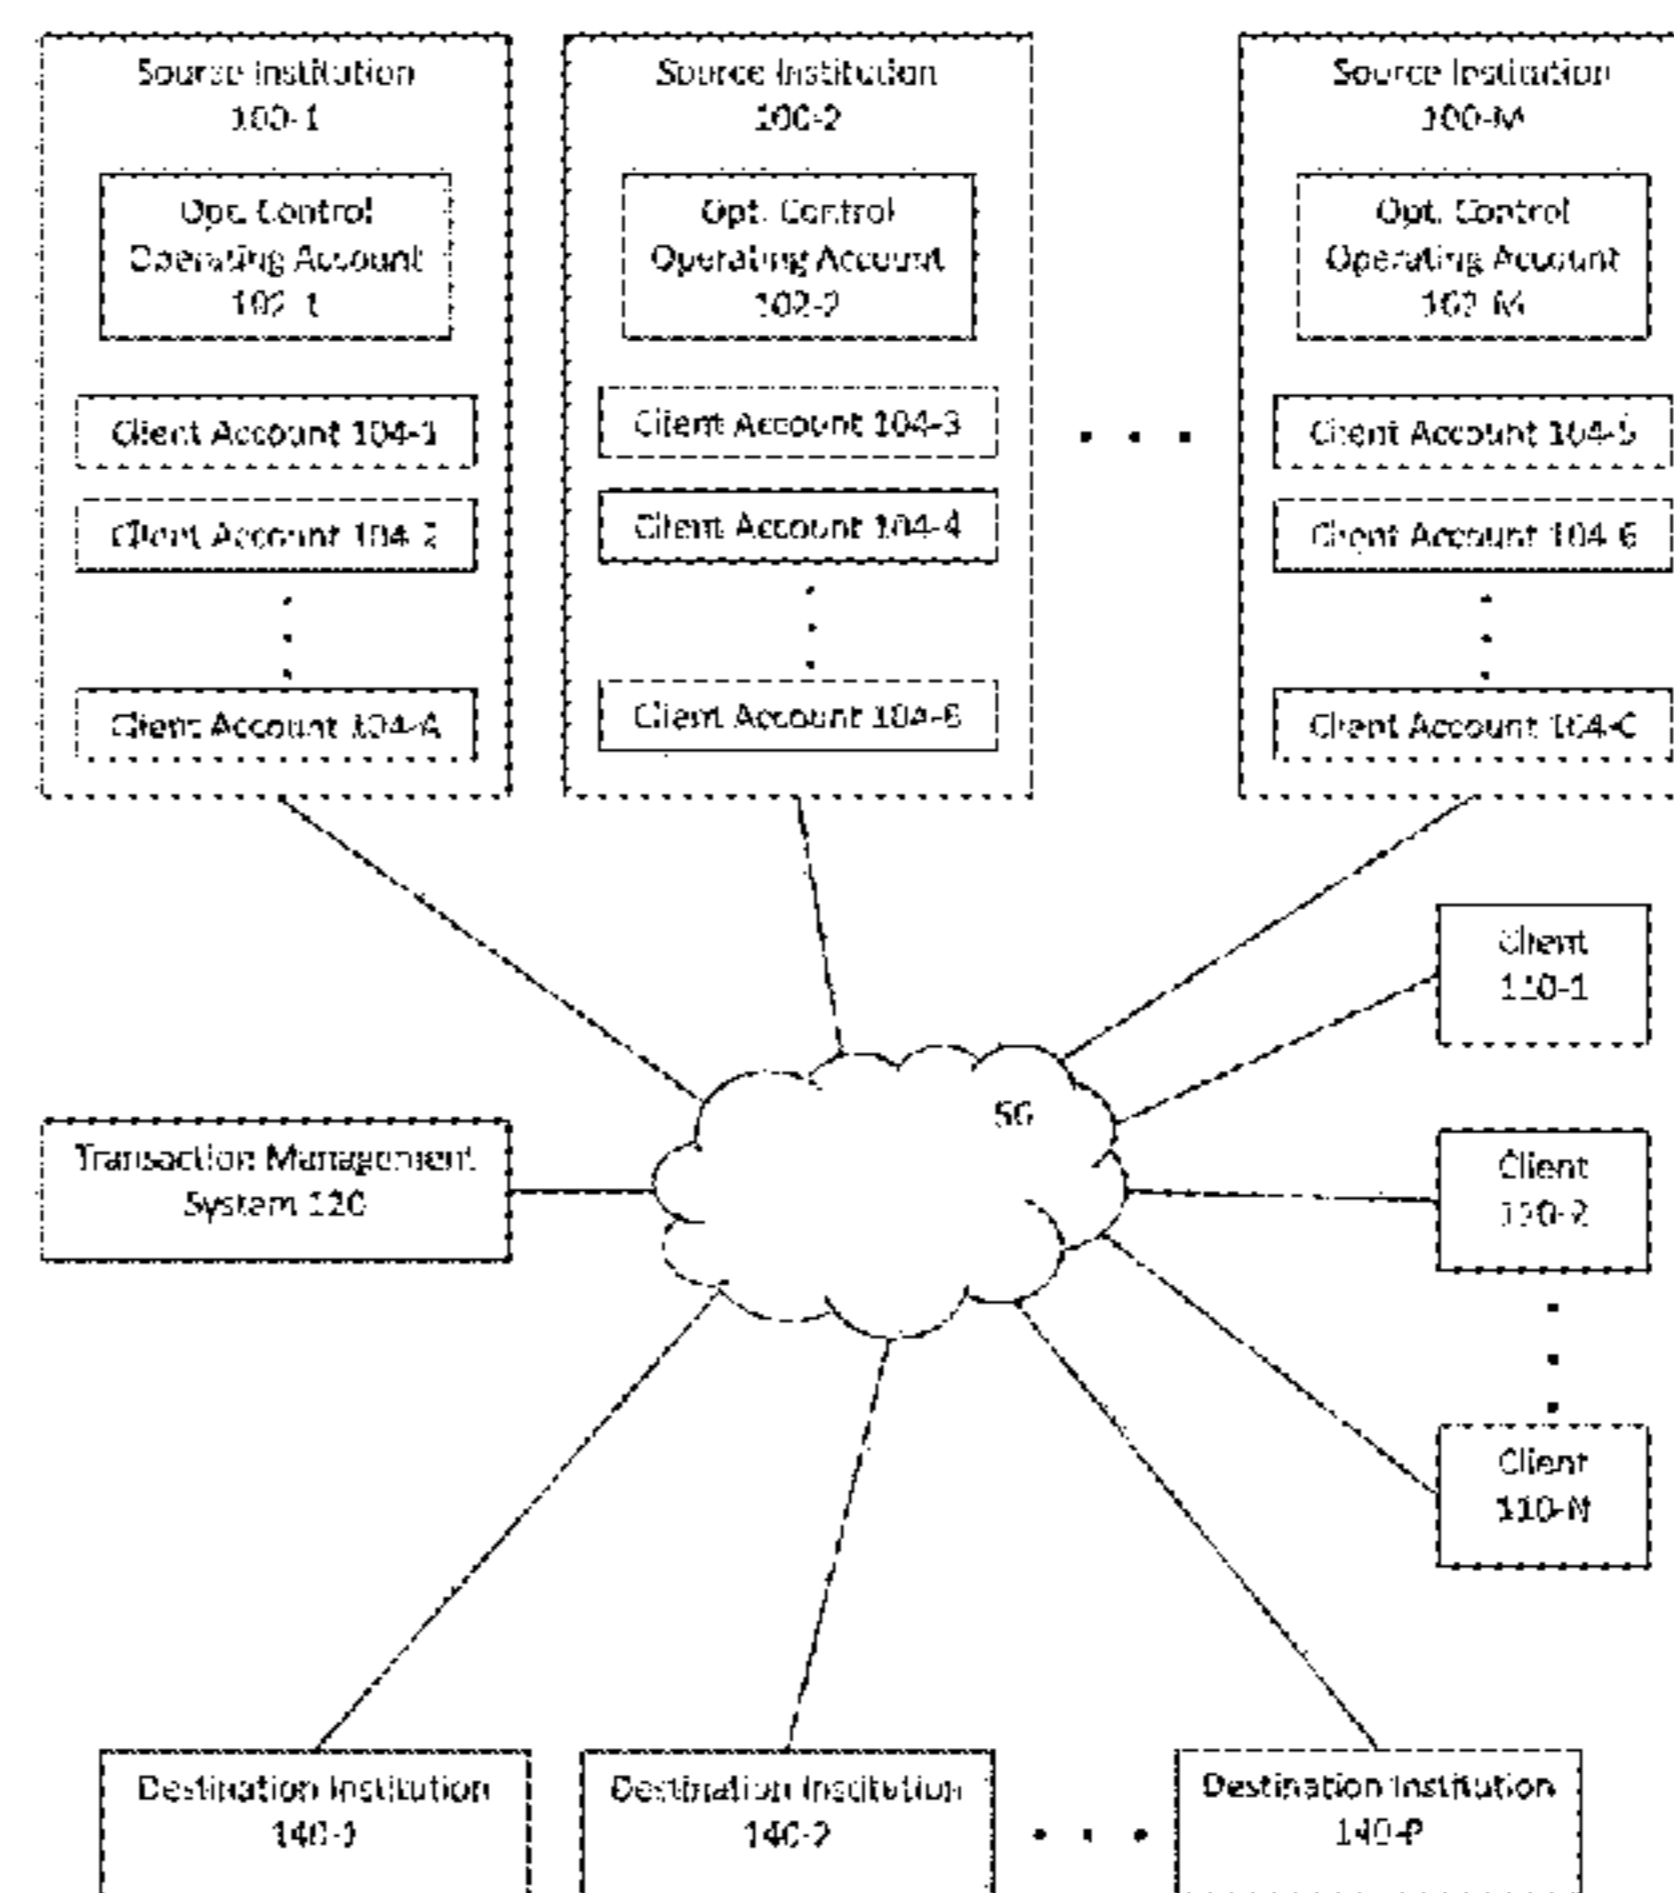 Source Institution
100-1
Opt. Control
Operating Account
102-1
Client Account 104-1
Client Account 104-2
Client Account 104-A
Source Institution
100-2
Opt. Control
Operating Account
102-2
Client Account 104-3
Client Account 104-4
Client Account 104-B
Source Institution
100-M
Opt. Control
Operating Account
102-M
Client Account 104-5
Client Account 104-6
Client Account 104-C
Client
110-1
50
Transaction Management
System 120
Client
110-2
Client
110-N
Destination Institution
140-1
Destination Institution
140-2
Destination Institution
140-P